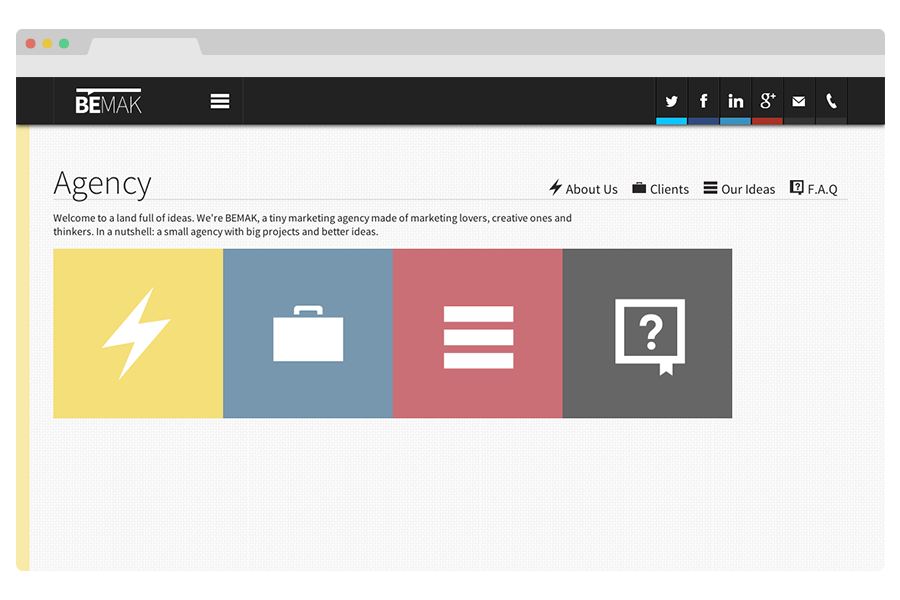 BEMAK
Agency
About Us Clients Our Ideas F.A.Q
Welcome to a land full of ideas. We're BEMAK, a tiny marketing agency made of marketing lovers, creative ones and
thinkers. In a nutshell: a small agency with big projects and better ideas.